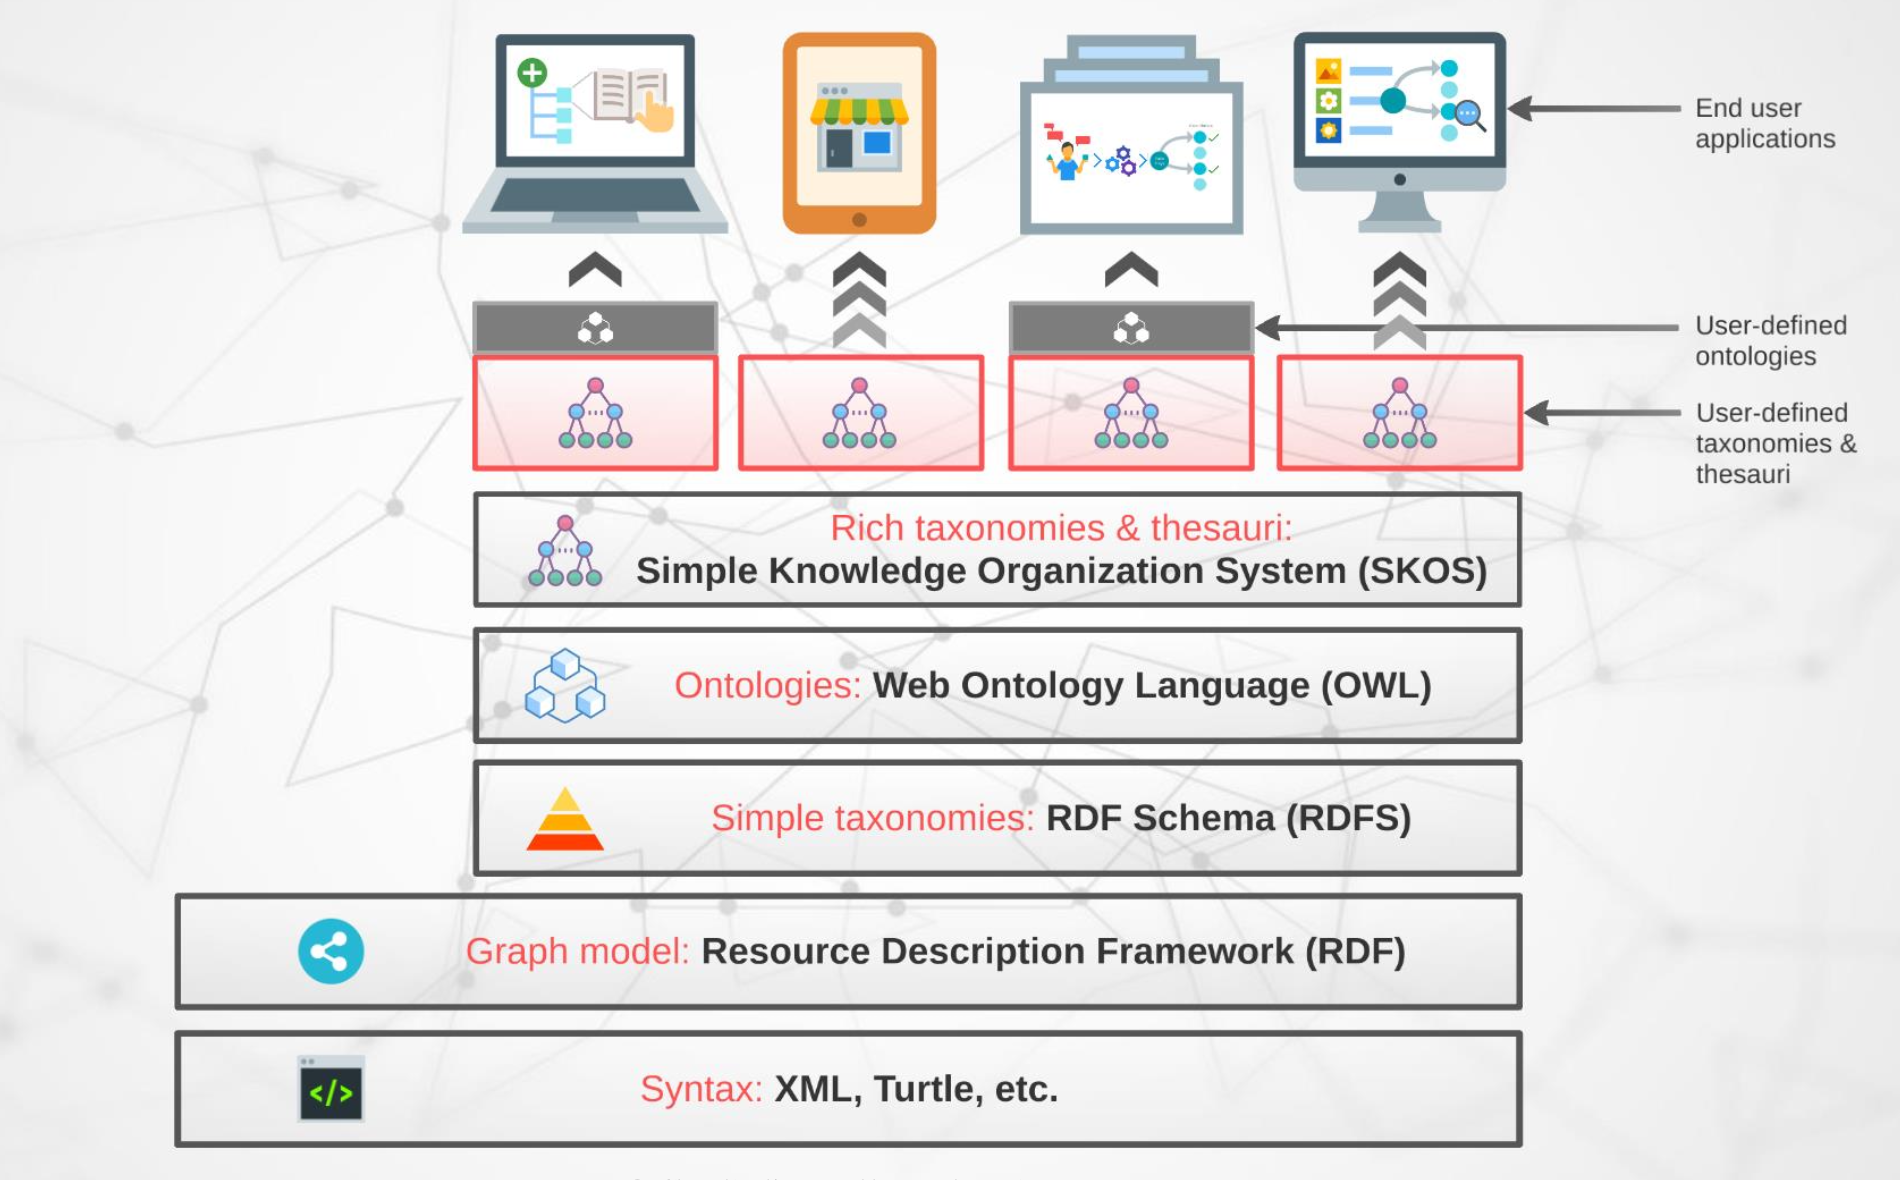 End user
applications
User-defined
ontologies
User-defined
taxonomies &
thesauri
Rich taxonomies & thesauri:
Simple Knowledge Organization System (SKOS)
Ontologies: Web Ontology Language (OWL)
Simple taxonomies: RDF Schema (RDFS)
Graph model: Resource Description Framework (RDF)
</>
Syntax: XML, Turtle, etc.